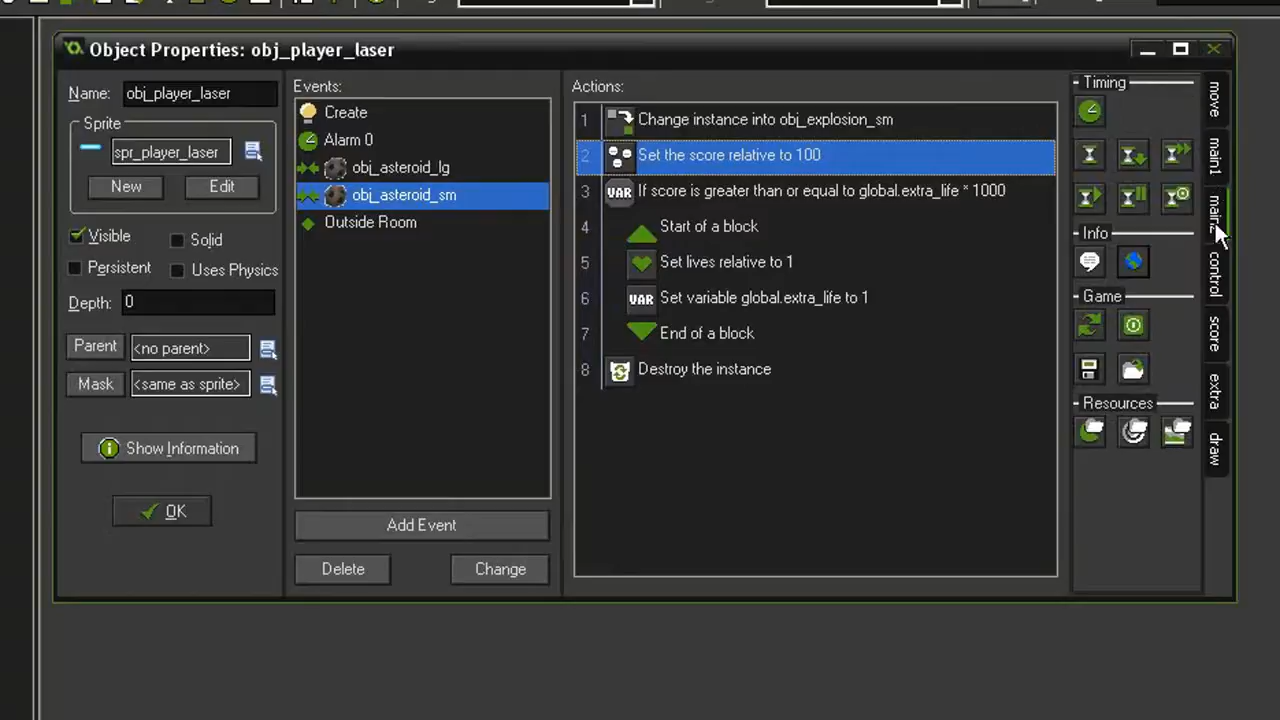 Object Properties: obj_player_laser
Name: obj_player_laser
Sprite
spr_player_laser
New Edit
Visible Solid
Persistent Uses Physics
Depth: 0
Parent <no parent>
Mask <same as sprite>
Show Information
OK
Events:
Create
Alarm 0
obj_asteroid_lg
obj_asteroid_sm
Outside Room
Add Event
Delete Change
Actions:
1 Change instance into obj_explosion_sm
2 Set the score relative to 100
3 VAR If score is greater than or equal to global.extra_life * 1000
4 Start of a block
5 Set lives relative to 1
6 VAR Set variable global.extra_life to 1
7 End of a block
8 Destroy the instance
Timing
Info
Game
Resources
move
main1
control
score
extra
draw